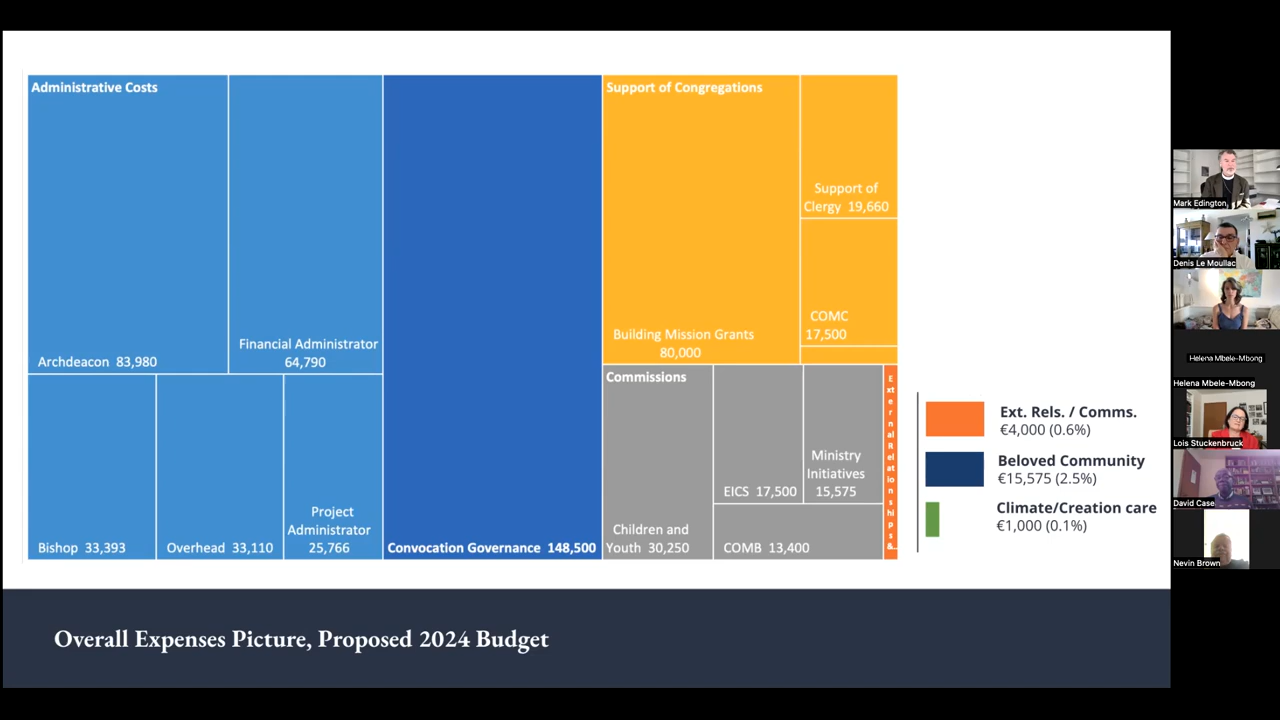 Administrative Costs
Archdeacon 83,980
Financial Administrator
64,790
Bishop 33,393
Overhead 33,110
Project
Administrator
25,766
Convocation Governance 148,500
Support of Congregations
Building Mission Grants
80,000
Support of
Clergy 19,660
COMC
17,500
Commissions
Children and
Youth 30,250
EICS 17,500
Ministry
Initiatives
15,575
COMB 13,400
External Relationships &...
Ext. Rels. / Comms.
€4,000 (0.6%)
Beloved Community
€15,575 (2.5%)
Climate/Creation care
€1,000 (0.1%)
Overall Expenses Picture, Proposed 2024 Budget
Mark Edington,
Denis Le Moullac
Helena Mbele-Mbong
Helena Mbele-Mbong
Lois Stuckenbruck
David Case
Nevin Brown